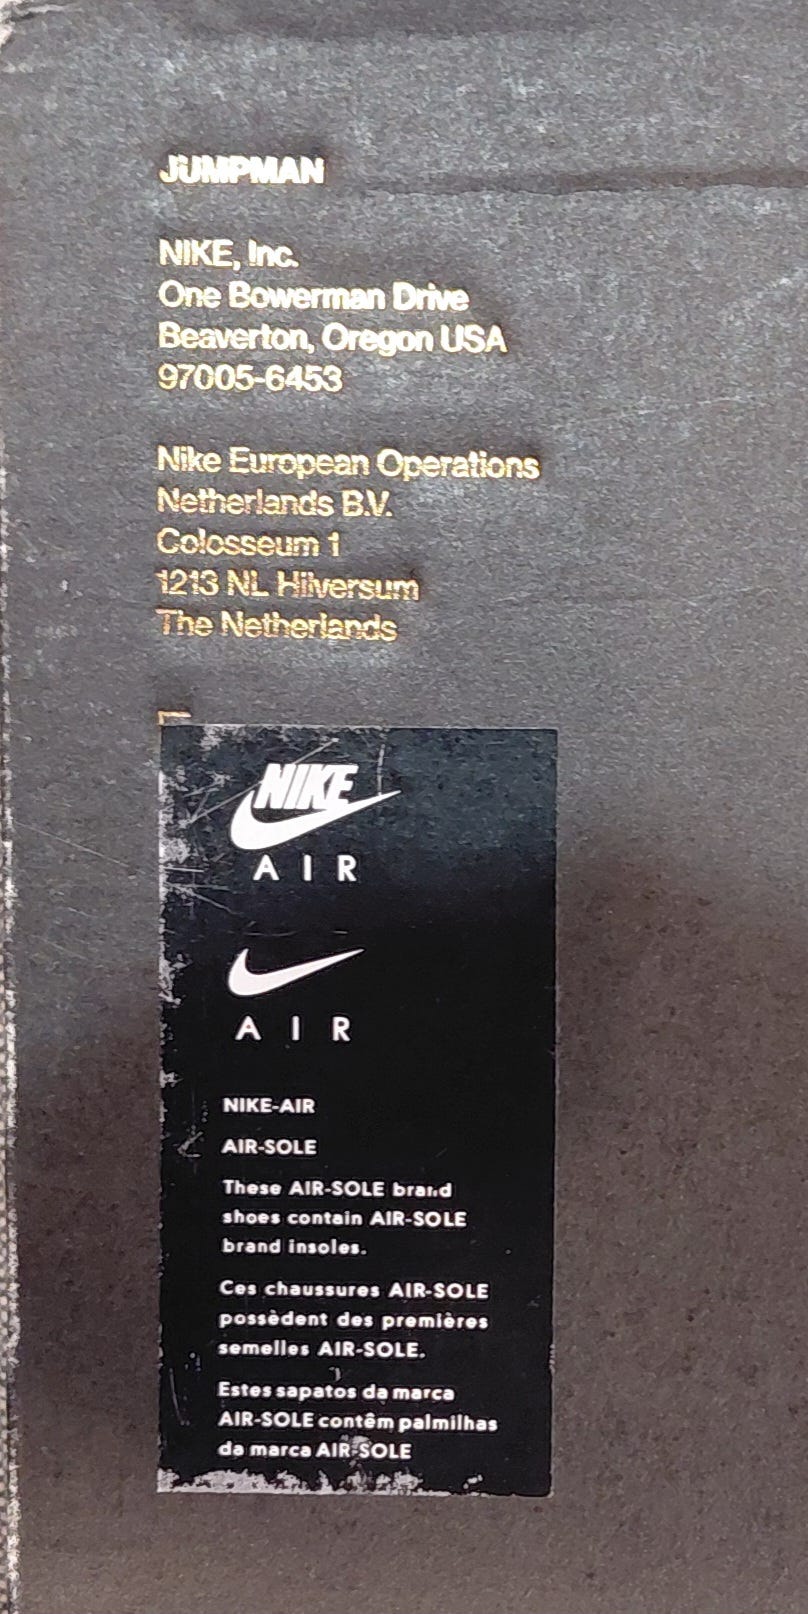 JUMPMAN
NIKE, Inc.
One Bowerman Drive
Beaverton, Oregon USA
97005-6453
Nike European Operations
Netherlands B.V.
Colosseum 1
1213 NL Hilversum
The Netherlands
NIKE
AIR
AIR
NIKE-AIR
AIR-SOLE
These AIR-SOLE brand
shoes contain AIR-SOLE
brand insoles.
Ces chaussures AIR-SOLE
possèdent des premières
semelles AIR-SOLE.
Estes sapatos da marca
AIR-SOLE contêm palmilhas
da marca AIR-SOLE